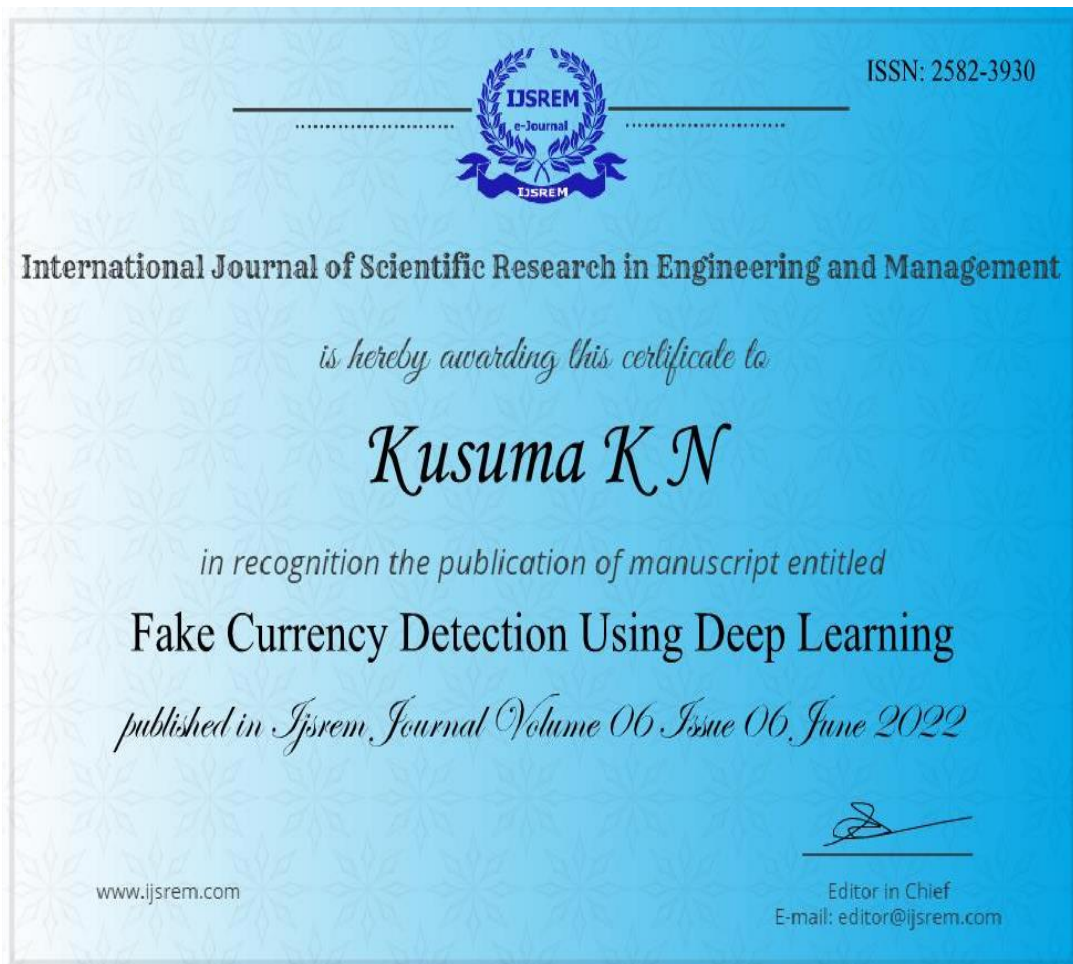 ISSN: 2582-3930
IJSREM
e-Journal
IJSREM
International Journal of Scientific Research in Engineering and Management
is hereby awarding this certificate to
Kusuma K N
in recognition the publication of manuscript entitled
Fake Currency Detection Using Deep Learning
published in Ijsrem Journal Volume 06 Issue 06 June 2022
www.ijsrem.com
Editor in Chief
E-mail: editor@ijsrem.com